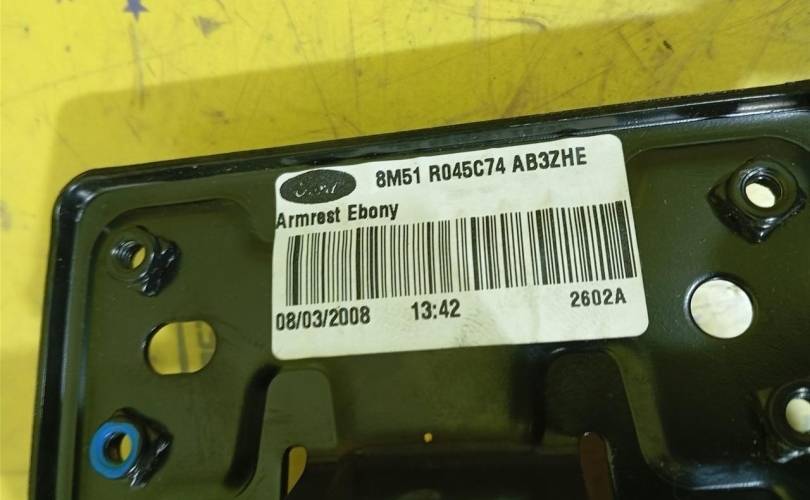 Ford 8M51 R045C74 AB3ZHE
Armrest Ebony
08/03/2008 13:42 2602A